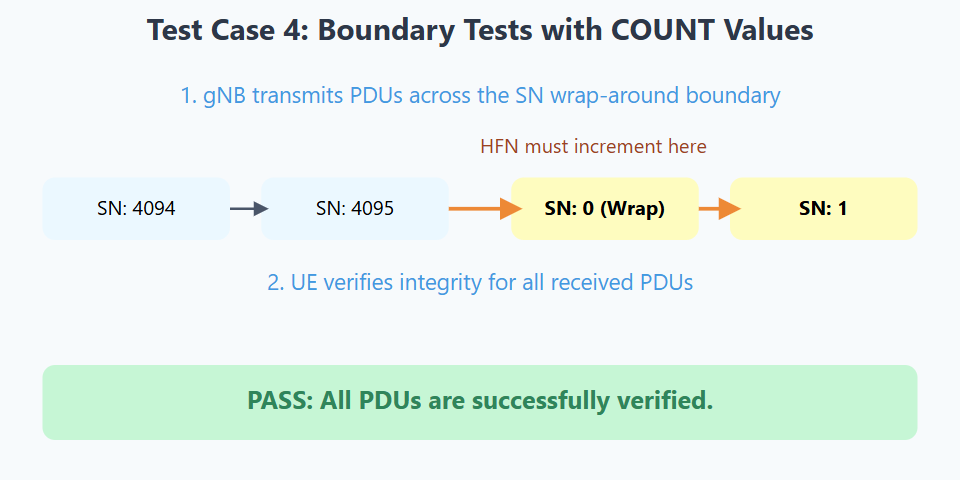 Test Case 4: Boundary Tests with COUNT Values
1. gNB transmits PDUs across the SN wrap-around boundary
HFN must increment here
SN: 4094
SN: 4095
SN: 0 (Wrap)
SN: 1
2. UE verifies integrity for all received PDUs
PASS: All PDUs are successfully verified.